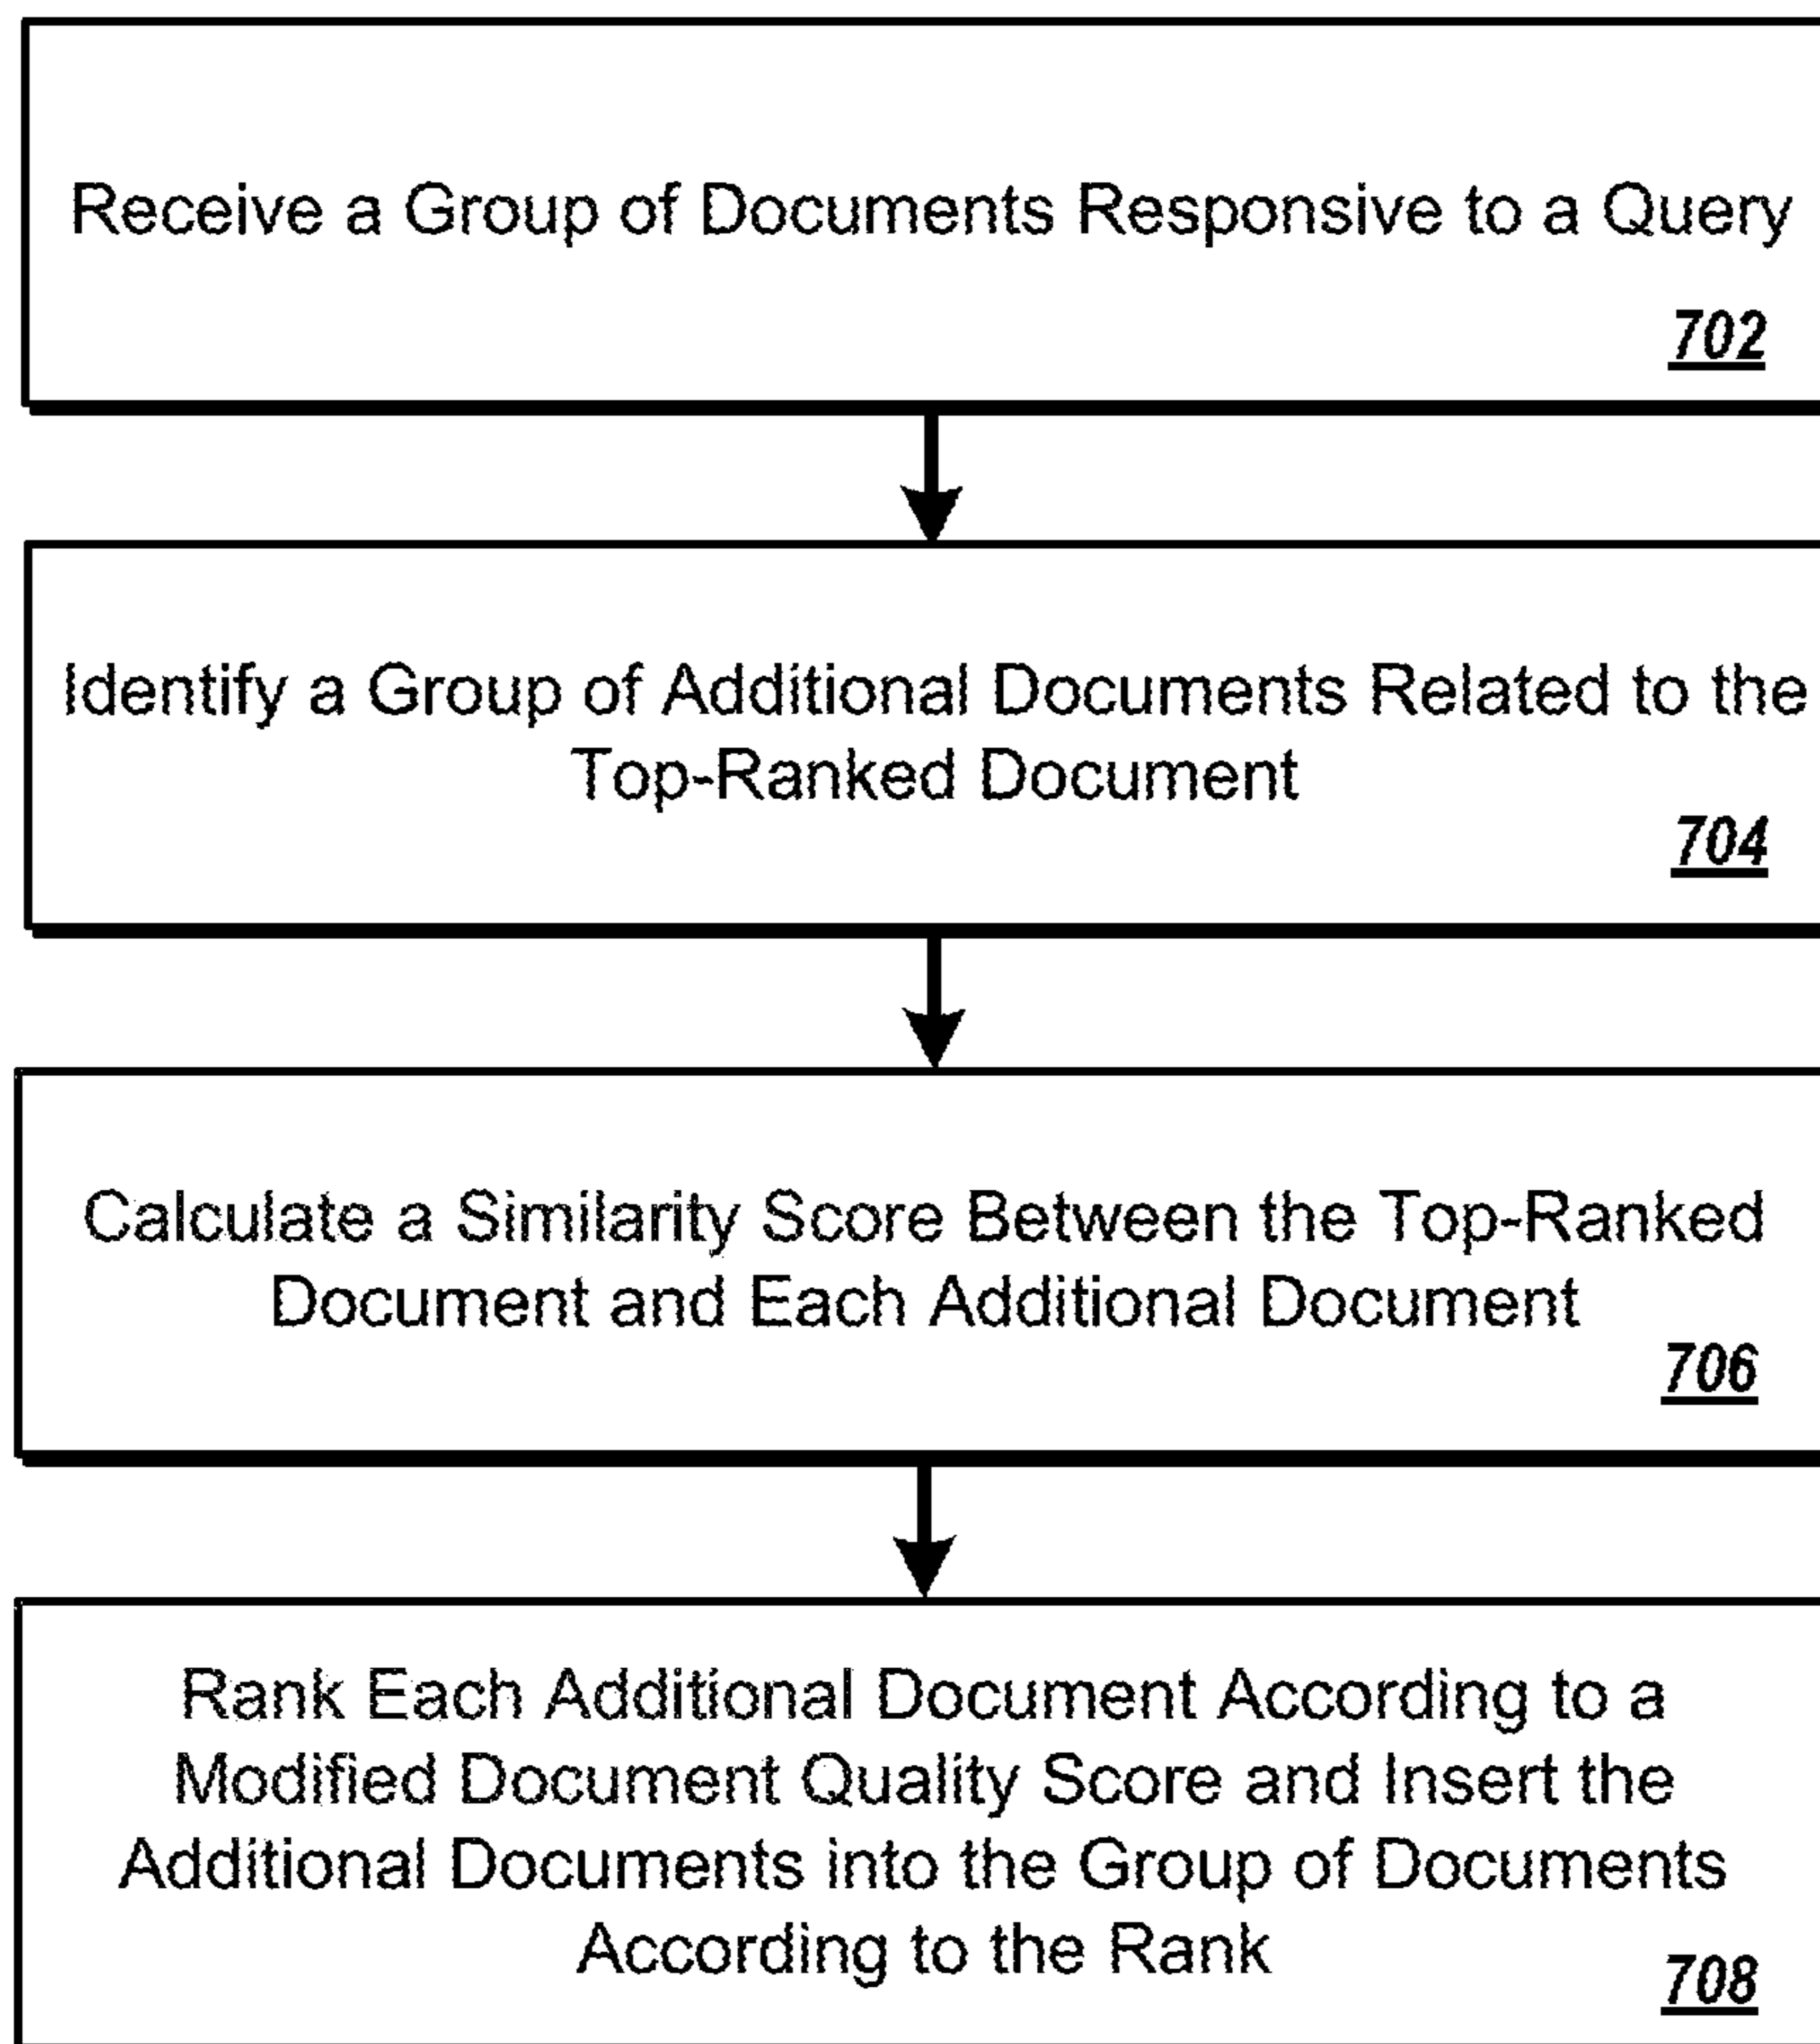 Receive a Group of Documents Responsive to a Query
702
Identify a Group of Additional Documents Related to the
Top-Ranked Document
704
Calculate a Similarity Score Between the Top-Ranked
Document and Each Additional Document
706
Rank Each Additional Document According to a
Modified Document Quality Score and Insert the
Additional Documents into the Group of Documents
According to the Rank
708